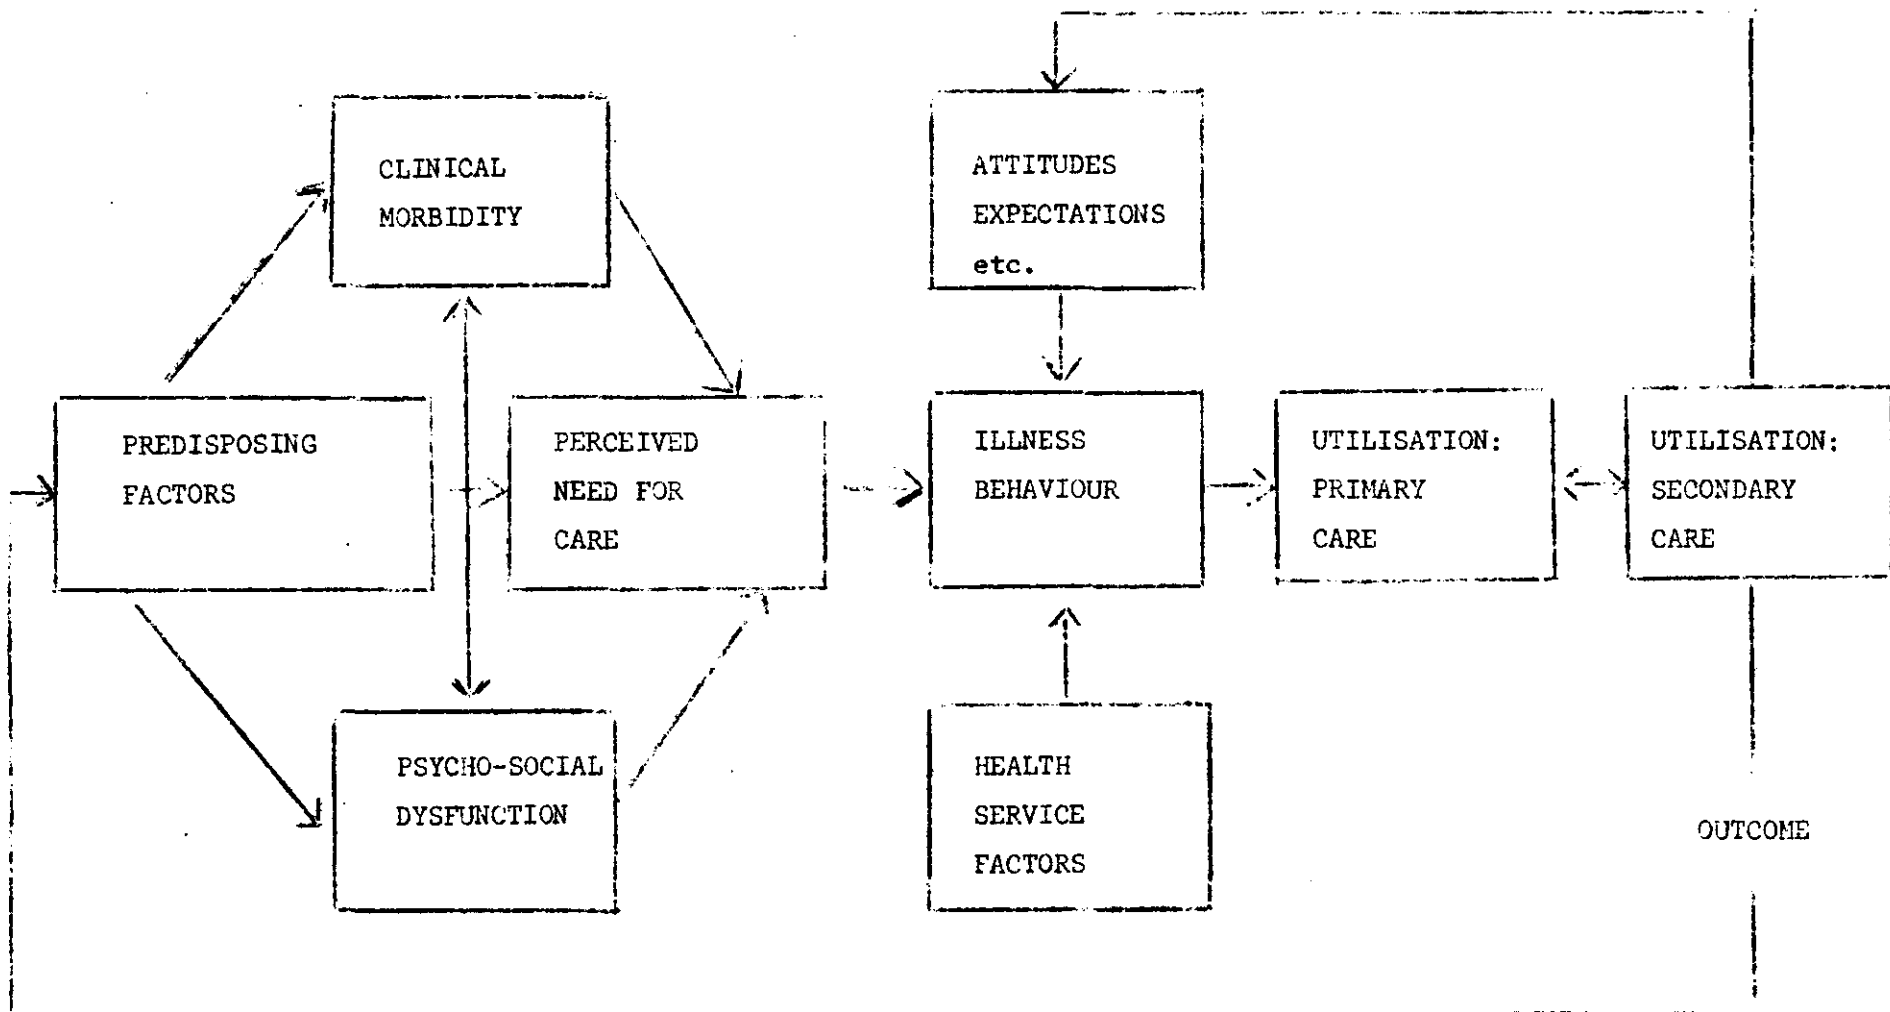 CLINICAL
MORBIDITY
ATTITUDES
EXPECTATIONS
etc.
PREDISPOSING
FACTORS
PERCEIVED
NEED FOR
CARE
ILLNESS
BEHAVIOUR
UTILISATION:
PRIMARY
CARE
UTILISATION:
SECONDARY
CARE
PSYCHO-SOCIAL
DYSFUNCTION
HEALTH
SERVICE
FACTORS
OUTCOME